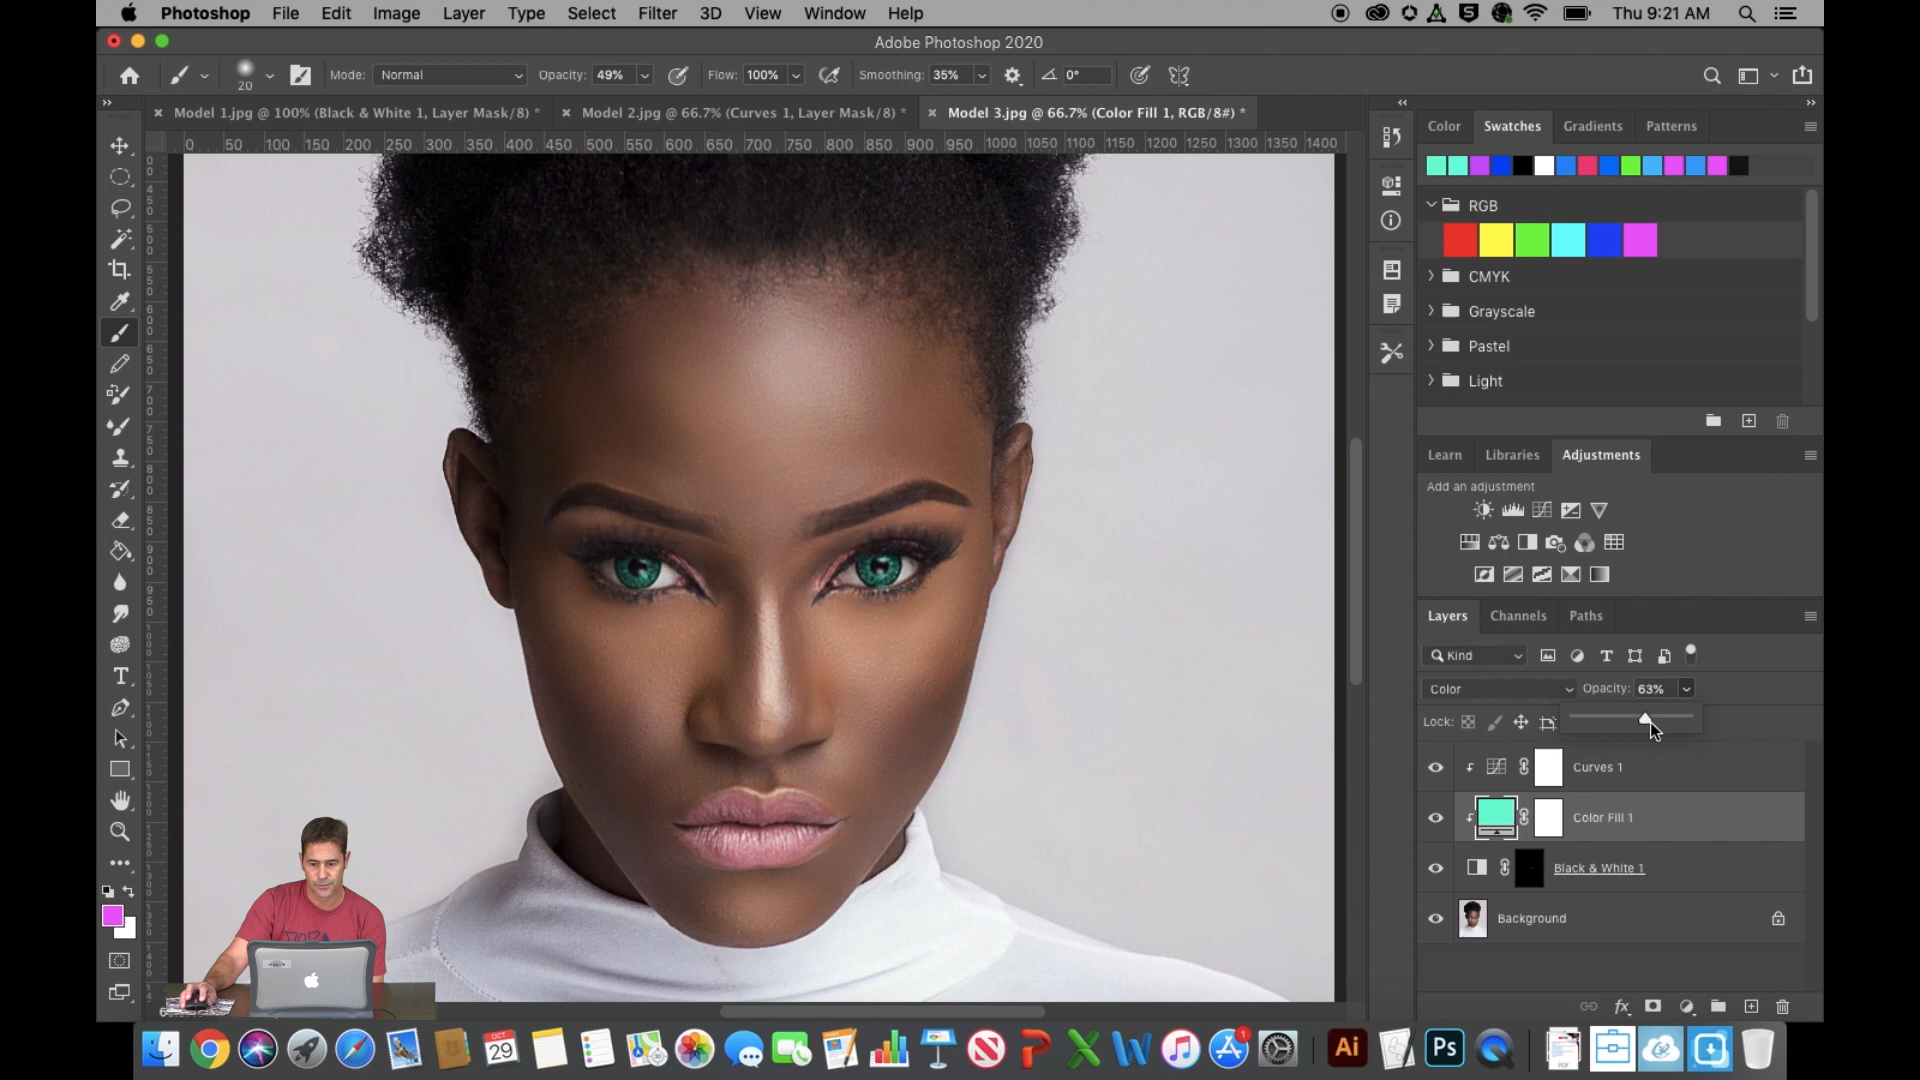 Photoshop File Edit Image Layer Type Select Filter 3D View Window Help Thu 9:21 AM
Adobe Photoshop 2020
20 Mode: Normal Opacity: 49% Flow: 100% Smoothing: 35% 0°
Model 1.jpg @ 100% (Black & White 1, Layer Mask/8) * Model 2.jpg @ 66.7% (Curves 1, Layer Mask/8) * Model 3.jpg @ 66.7% (Color Fill 1, RGB/8#) *
0 50 100 150 200 250 300 350 400 450 500 550 600 650 700 750 800 850 900 950 1000 1050 1100 1150 1200 1250 1300 1350 1400
Color Swatches Gradients Patterns
RGB
CMYK
Grayscale
Pastel
Light
Learn Libraries Adjustments
Add an adjustment
Layers Channels Paths
Kind
Color Opacity: 63%
Lock:
Curves 1
Color Fill 1
Black & White 1
Background
fx
OCT
29
1
Ai
Ps
PDF